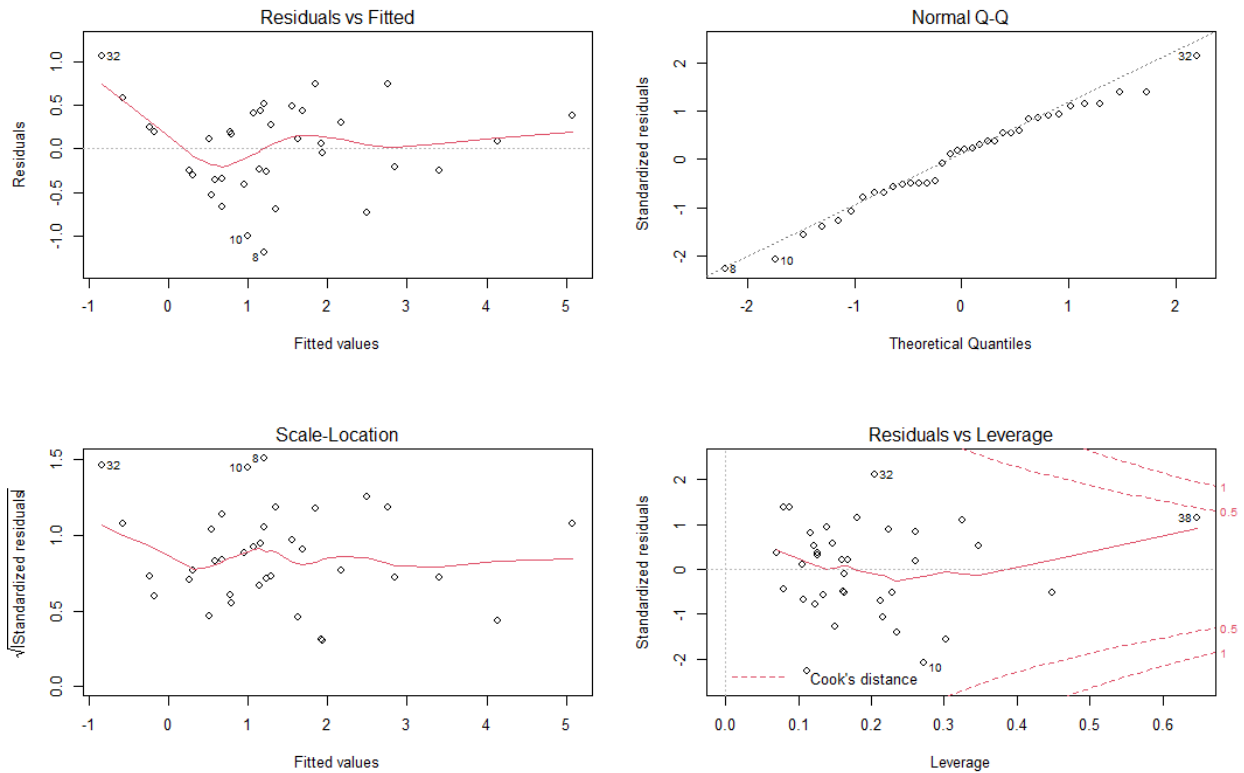 Residuals vs Fitted
Residuals
1.0
0.5
0.0
-0.5
-1.0
32
10
8
-1 0 1 2 3 4 5
Fitted values
Normal Q-Q
Standardized residuals
2
1
0
-1
-2
32
8
10
-2 -1 0 1 2
Theoretical Quantiles
Scale-Location
√|Standardized residuals|
1.5
1.0
0.5
0.0
32
8
10
-1 0 1 2 3 4 5
Fitted values
Residuals vs Leverage
Standardized residuals
2
1
0
-1
-2
32
38
10
1
0.5
0.5
1
Cook's distance
0.0 0.1 0.2 0.3 0.4 0.5 0.6
Leverage